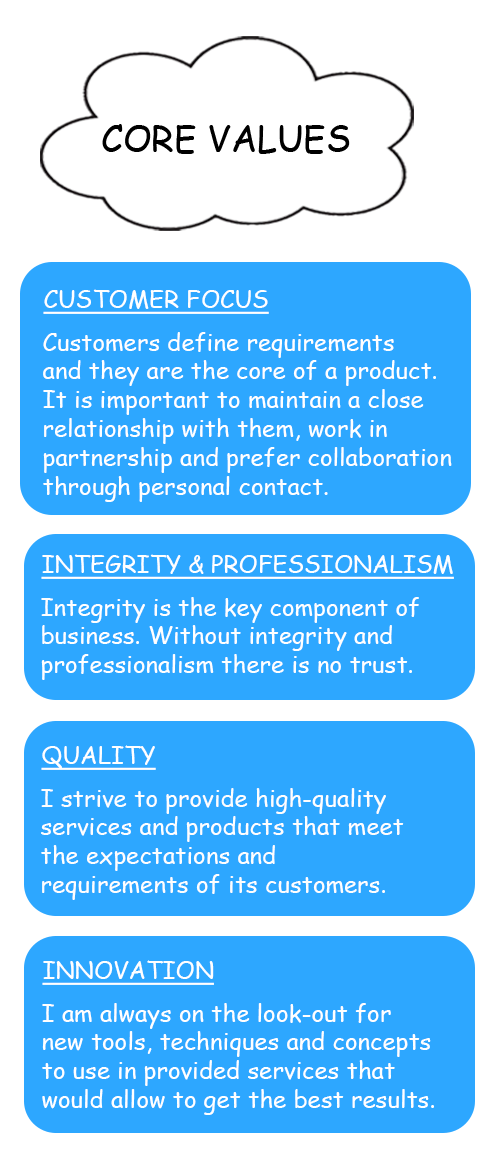 CORE VALUES
CUSTOMER FOCUS
Customers define requirements
and they are the core of a product.
It is important to maintain a close
relationship with them, work in
partnership and prefer collaboration
through personal contact.
INTEGRITY & PROFESSIONALISM
Integrity is the key component of
business. Without integrity and
professionalism there is no trust.
QUALITY
I strive to provide high-quality
services and products that meet
the expectations and
requirements of its customers.
INNOVATION
I am always on the look-out for
new tools, techniques and concepts
to use in provided services that
would allow to get the best results.